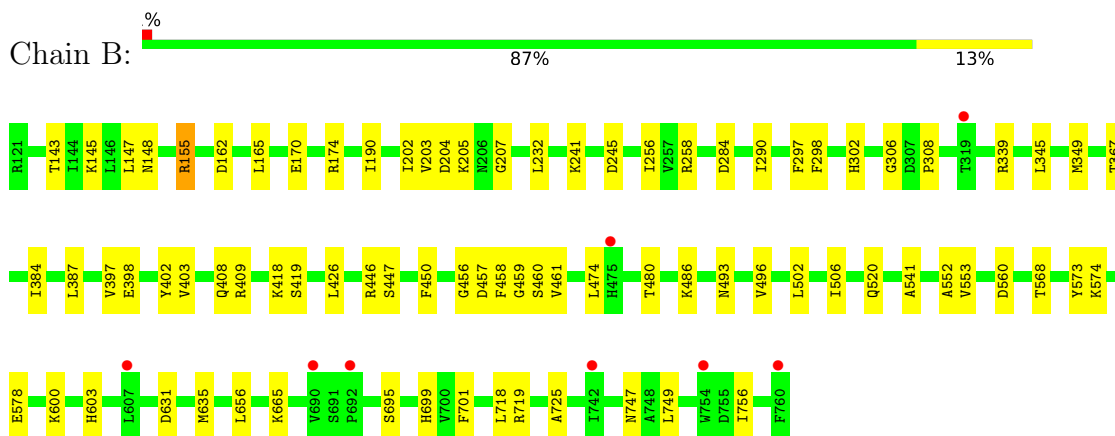 %
Chain B:
87% 13%
R121 T143 I144 K145 L146 L147 N148 R155 D162 L165 E170 R174 I190 I202 V203 D204 K205 N206 G207 L232 K241 D245 I256 V257 R258 D284 I290 F297 F298 H302 G306 D307 P308 T319 R339 L345 M349 T367
I384 L387 V397 E398 Y402 V403 Q408 R409 K418 S419 L426 R446 S447 F450 G456 D457 F458 G459 S460 V461 L474 H475 T480 K486 N493 V496 L502 I506 Q520 A541 A552 V553 D560 T568 Y573 K574
E578 K600 H603 L607 D631 M635 L656 K665 V690 S691 P692 S695 H699 V700 F701 L718 R719 A725 I742 N747 A748 L749 W754 D755 I756 F760